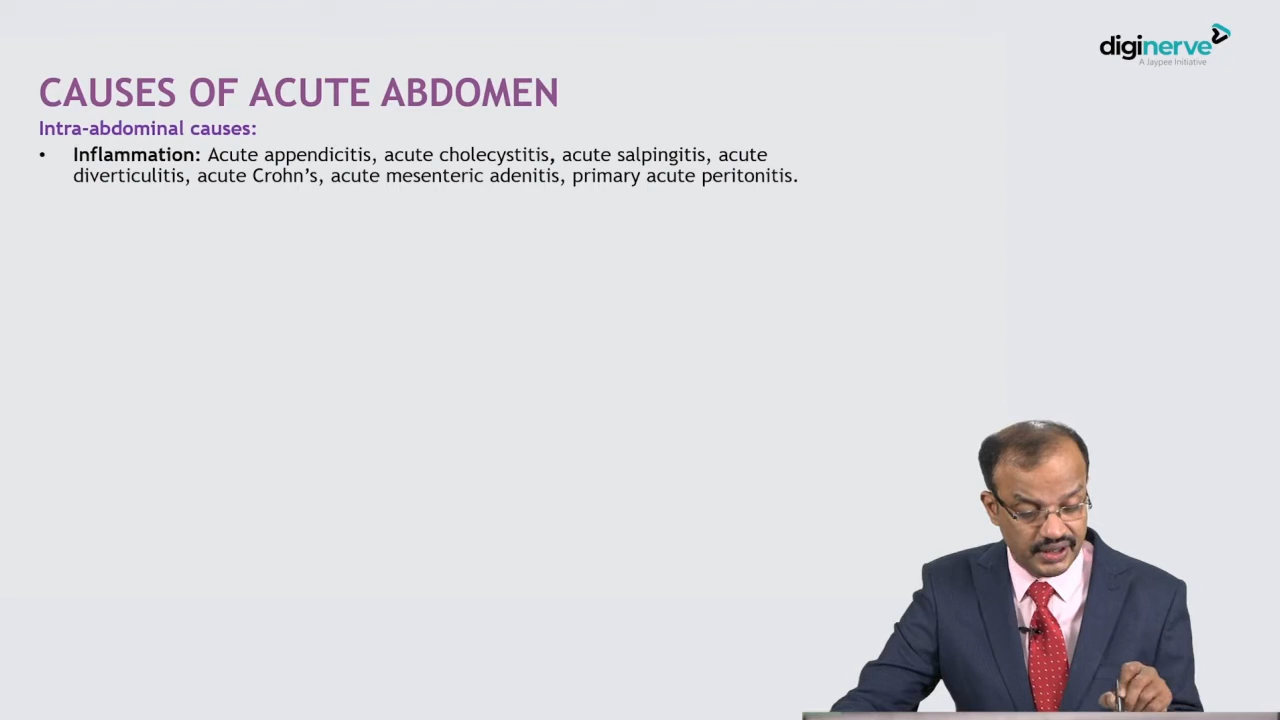 diginerve
A Jaypee Initiative
CAUSES OF ACUTE ABDOMEN
Intra-abdominal causes:
• Inflammation: Acute appendicitis, acute cholecystitis, acute salpingitis, acute
diverticulitis, acute Crohn’s, acute mesenteric adenitis, primary acute peritonitis.